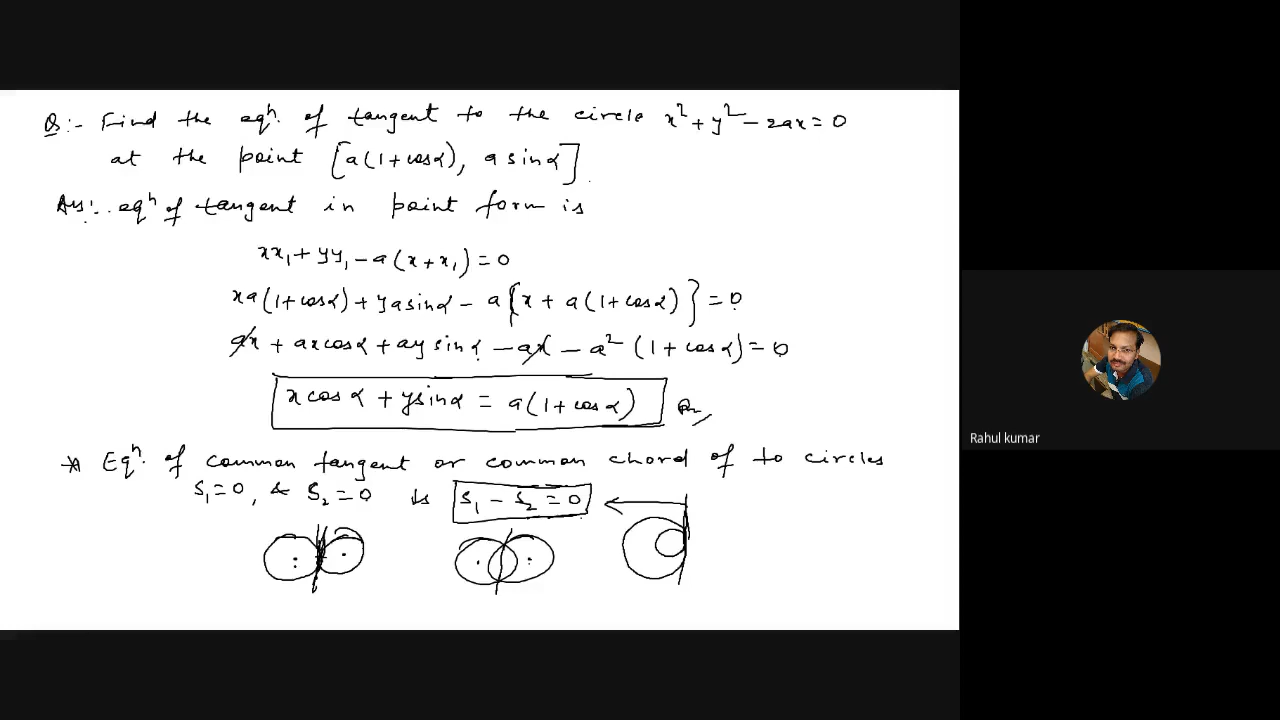 Q:- Find the eqⁿ. of tangent to the circle x² + y² - 2ax = 0
at the point [a(1+cosα), a sinα].
Ans:- eqⁿ of tangent in point form is
xx₁ + yy₁ - a(x + x₁) = 0
xa(1+cosα) + ya sinα - a{x + a(1+cosα)} = 0
ax + ax cosα + ay sinα - ax - a² (1 + cosα) = 0
x cosα + y sinα = a(1 + cosα)
* Eqⁿ. of common tangent or common chord of to circles
S₁ = 0, & S₂ = 0 is S₁ - S₂ = 0
Rahul kumar